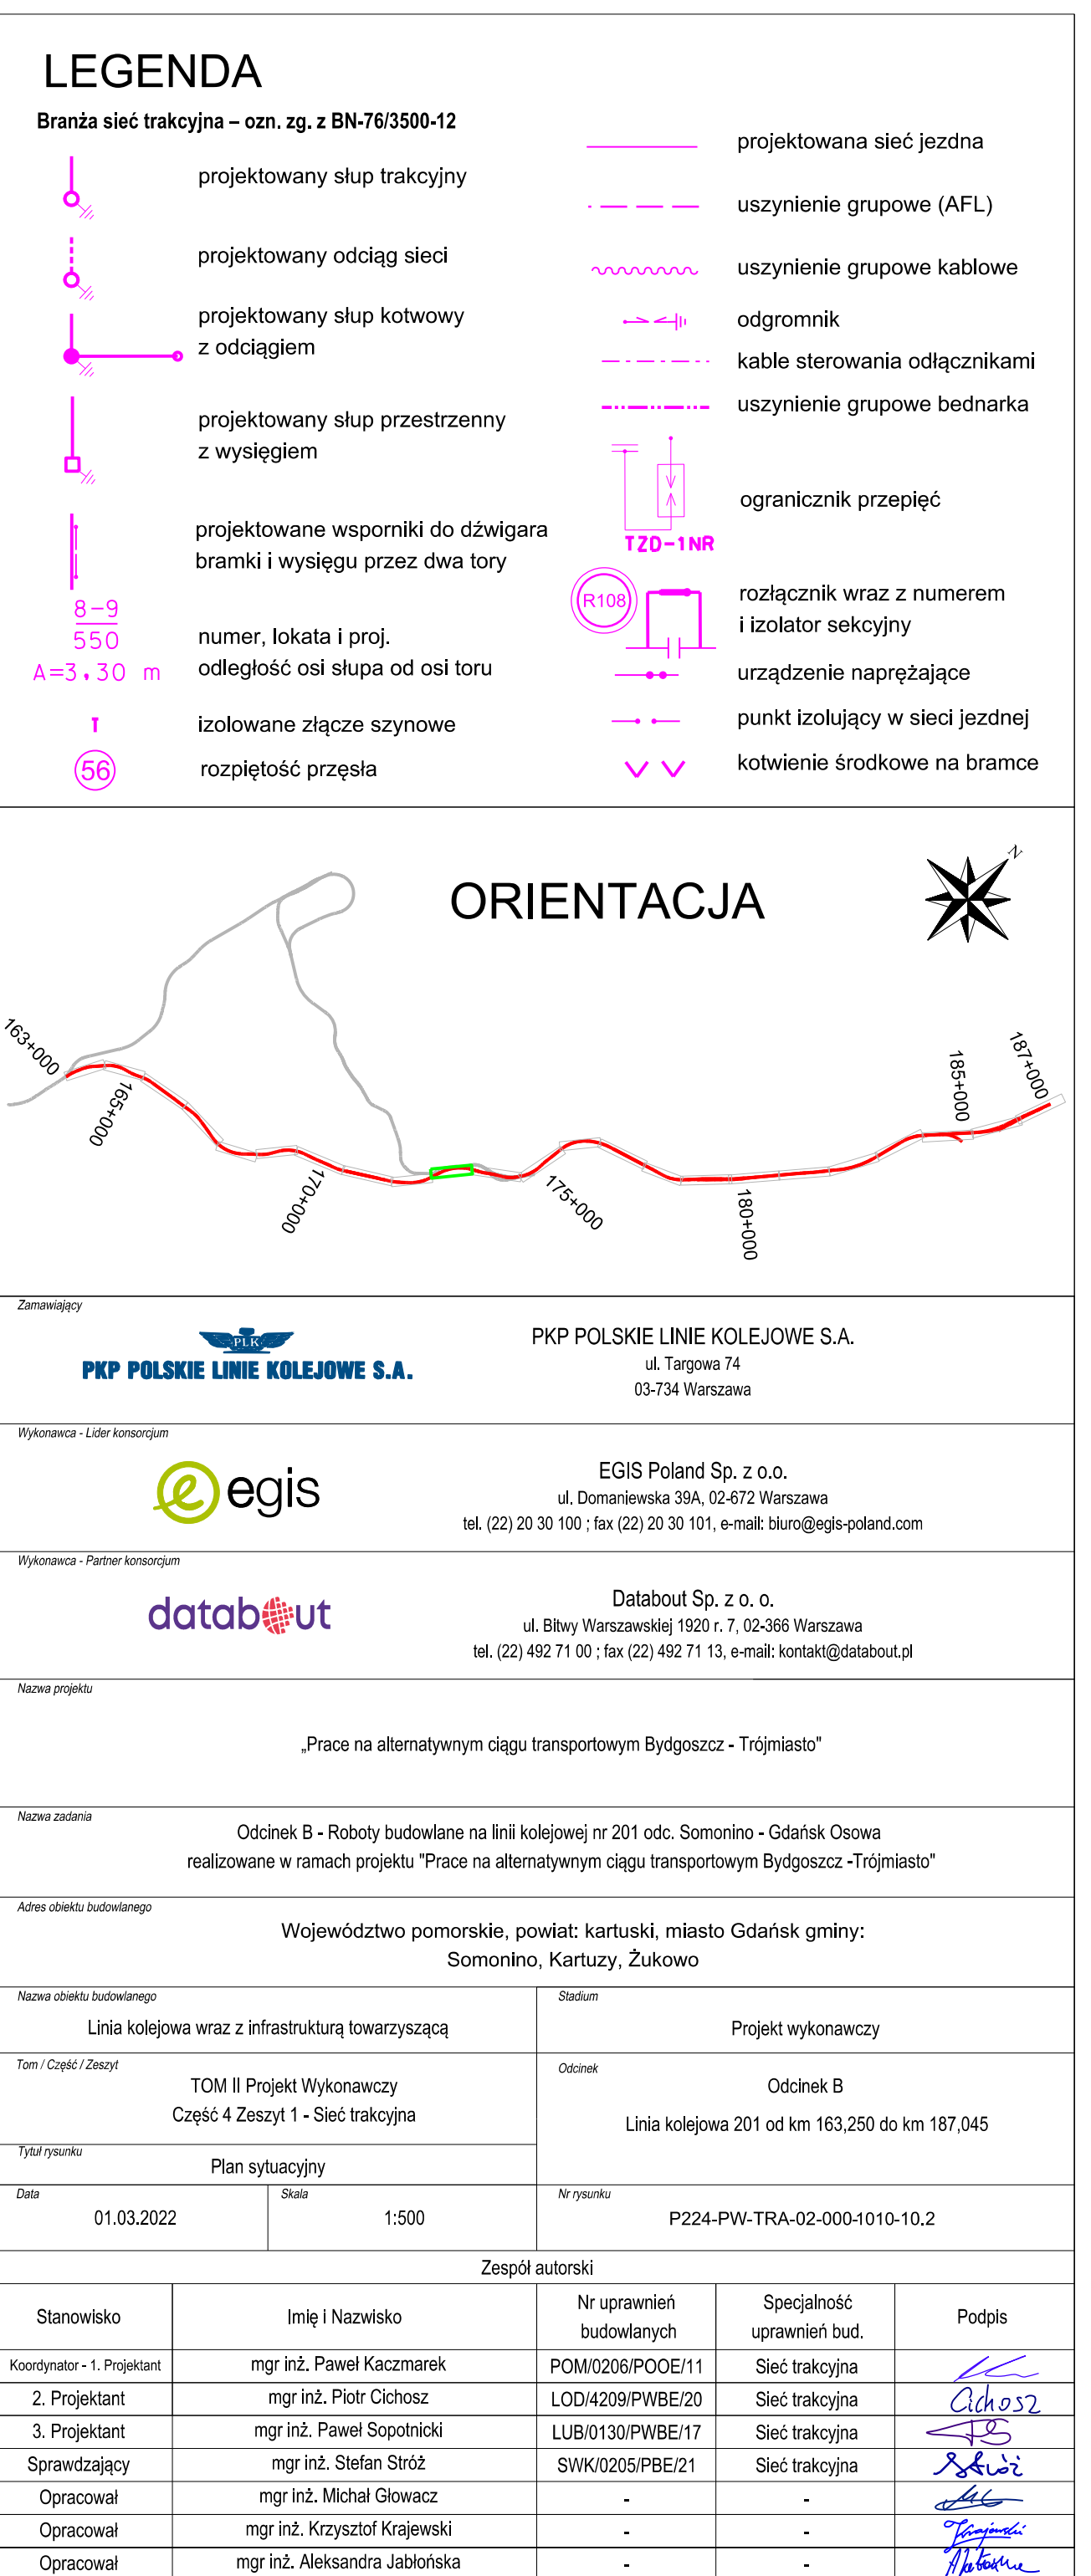 LEGENDA
Branża sieć trakcyjna – ozn. zg. z BN-76/3500-12
projektowany słup trakcyjny
projektowany odciąg sieci
projektowany słup kotwowy
z odciągiem
projektowany słup przestrzenny
z wysięgiem
projektowane wsporniki do dźwigara
bramki i wysięgu przez dwa tory
8-9
550
A=3.30 m
numer, lokata i proj.
odległość osi słupa od osi toru
izolowane złącze szynowe
56
rozpiętość przęsła
projektowana sieć jezdna
uszynienie grupowe (AFL)
uszynienie grupowe kablowe
odgromnik
kable sterowania odłącznikami
uszynienie grupowe bednarka
ogranicznik przepięć
TZD-1NR
R108
rozłącznik wraz z numerem
i izolator sekcyjny
urządzenie naprężające
punkt izolujący w sieci jezdnej
kotwienie środkowe na bramce
ORIENTACJA
N
163+000
165+000
170+000
175+000
180+000
185+000
187+000
Zamawiający
PLK
PKP POLSKIE LINIE KOLEJOWE S.A.
PKP POLSKIE LINIE KOLEJOWE S.A.
ul. Targowa 74
03-734 Warszawa
Wykonawca - Lider konsorcjum
egis
EGIS Poland Sp. z o.o.
ul. Domaniewska 39A, 02-672 Warszawa
tel. (22) 20 30 100 ; fax (22) 20 30 101, e-mail: biuro@egis-poland.com
Wykonawca - Partner konsorcjum
databout
Databout Sp. z o. o.
ul. Bitwy Warszawskiej 1920 r. 7, 02-366 Warszawa
tel. (22) 492 71 00 ; fax (22) 492 71 13, e-mail: kontakt@databout.pl
Nazwa projektu
„Prace na alternatywnym ciągu transportowym Bydgoszcz - Trójmiasto"
Nazwa zadania
Odcinek B - Roboty budowlane na linii kolejowej nr 201 odc. Somonino - Gdańsk Osowa
realizowane w ramach projektu "Prace na alternatywnym ciągu transportowym Bydgoszcz -Trójmiasto"
Adres obiektu budowlanego
Województwo pomorskie, powiat: kartuski, miasto Gdańsk gminy:
Somonino, Kartuzy, Żukowo
Nazwa obiektu budowlanego
Linia kolejowa wraz z infrastrukturą towarzyszącą
Stadium
Projekt wykonawczy
Tom / Część / Zeszyt
TOM II Projekt Wykonawczy
Część 4 Zeszyt 1 - Sieć trakcyjna
Odcinek
Odcinek B
Linia kolejowa 201 od km 163,250 do km 187,045
Tytuł rysunku
Plan sytuacyjny
Data
01.03.2022
Skala
1:500
Nr rysunku
P224-PW-TRA-02-000-1010-10.2
Zespół autorski
Stanowisko Imię i Nazwisko Nr uprawnień budowlanych Specjalność uprawnień bud. Podpis
Koordynator - 1. Projektant mgr inż. Paweł Kaczmarek POM/0206/POOE/11 Sieć trakcyjna
2. Projektant mgr inż. Piotr Cichosz LOD/4209/PWBE/20 Sieć trakcyjna Cichosz
3. Projektant mgr inż. Paweł Sopotnicki LUB/0130/PWBE/17 Sieć trakcyjna
Sprawdzający mgr inż. Stefan Stróż SWK/0205/PBE/21 Sieć trakcyjna Stróż
Opracował mgr inż. Michał Głowacz - -
Opracował mgr inż. Krzysztof Krajewski - - Krajewski
Opracował mgr inż. Aleksandra Jabłońska - -